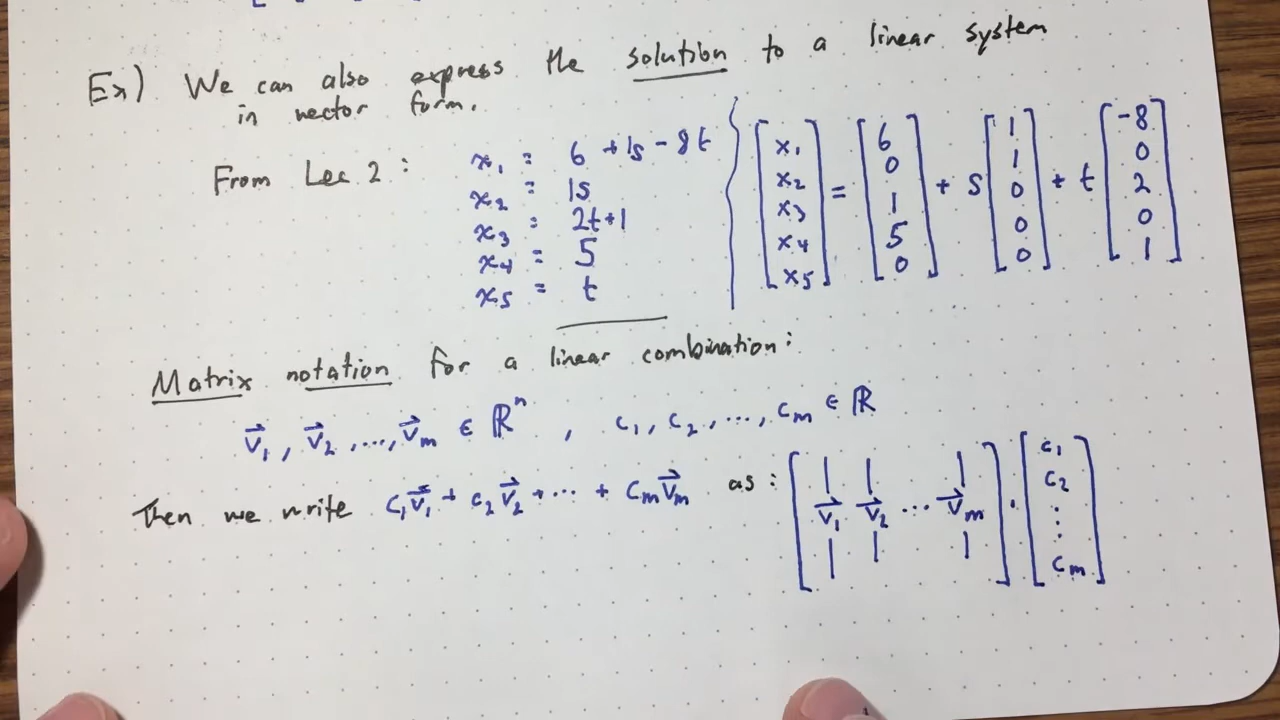 Ex) We can also express the solution to a linear system
in vector form.
From Lec 2:
x₁ = 6 + 1s - 8t
x₂ = 1s
x₃ = 2t+1
x₄ = 5
x₅ = t
[x₁ x₂ x₃ x₄ x₅] = [6 0 1 5 0] + s [1 1 0 0 0] + t [-8 0 2 0 1]
Matrix notation for a linear combination:
v⃗₁, v⃗₂, ..., v⃗ₘ ∈ ℝⁿ , c₁, c₂, ..., cₘ ∈ ℝ
Then we write c₁v⃗₁ + c₂v⃗₂ + ... + cₘv⃗ₘ as: [v⃗₁ v⃗₂ ... v⃗ₘ] · [c₁ c₂ ⋮ cₘ]